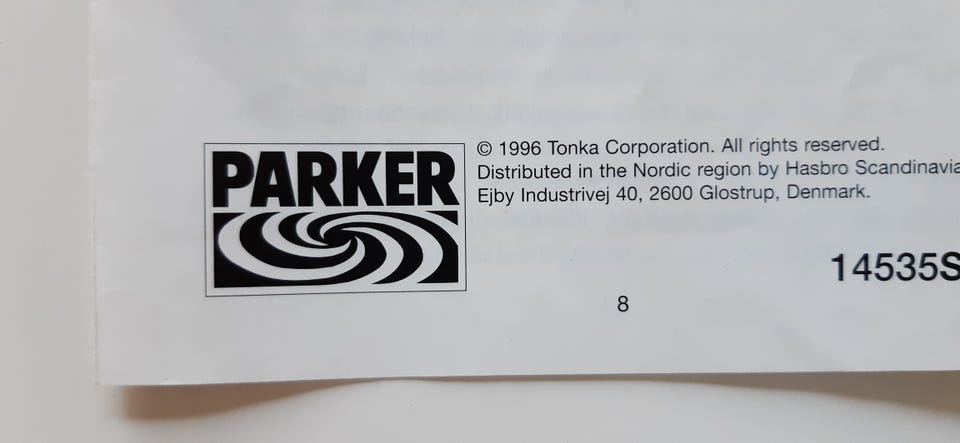 PARKER
© 1996 Tonka Corporation. All rights reserved.
Distributed in the Nordic region by Hasbro Scandinavia
Ejby Industrivej 40, 2600 Glostrup, Denmark.
14535S
8